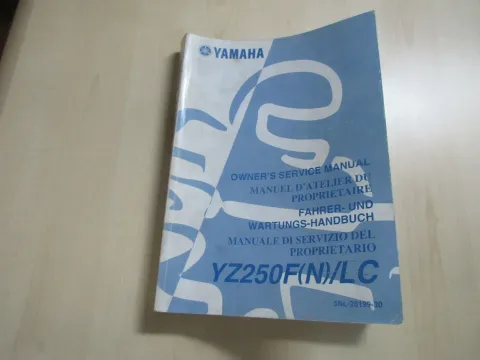 YAMAHA
OWNER'S SERVICE MANUAL
MANUEL D'ATELIER DU
PROPRIETAIRE
FAHRER- UND
WARTUNGS-HANDBUCH
MANUALE DI SERVIZIO DEL
PROPRIETARIO
YZ250F(N)/LC